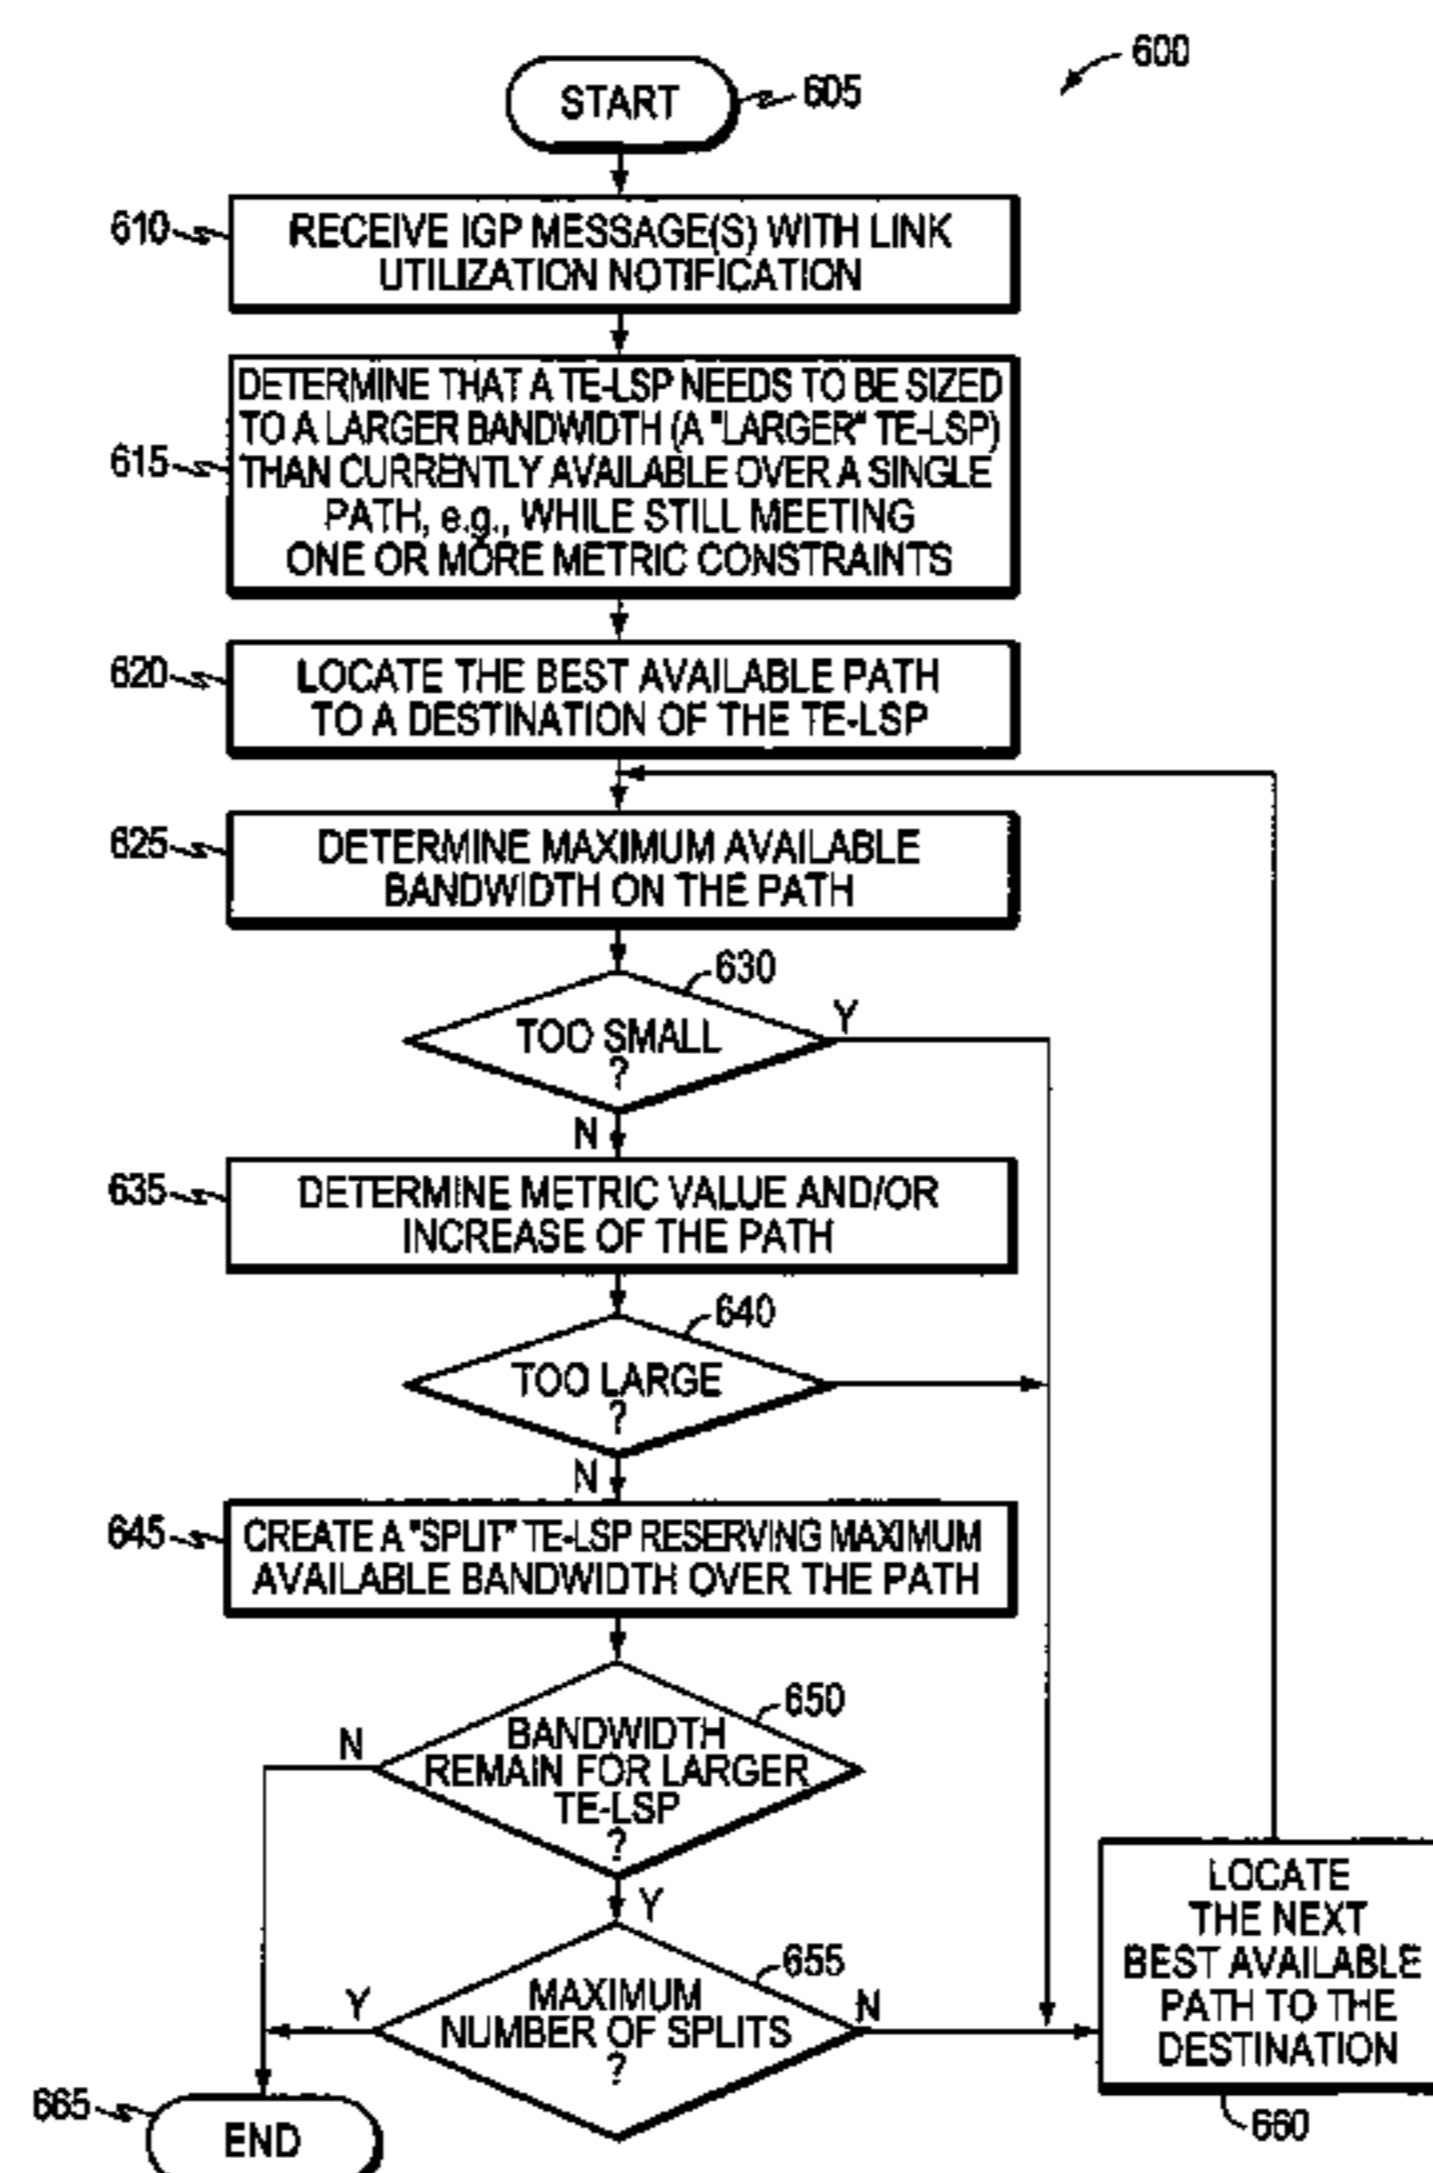 600
START
605
610
RECEIVE IGP MESSAGE(S) WITH LINK
UTILIZATION NOTIFICATION
615
DETERMINE THAT A TE-LSP NEEDS TO BE SIZED
TO A LARGER BANDWIDTH (A "LARGER" TE-LSP)
THAN CURRENTLY AVAILABLE OVER A SINGLE
PATH, e.g., WHILE STILL MEETING
ONE OR MORE METRIC CONSTRAINTS
620
LOCATE THE BEST AVAILABLE PATH
TO A DESTINATION OF THE TE-LSP
625
DETERMINE MAXIMUM AVAILABLE
BANDWIDTH ON THE PATH
630
TOO SMALL
?
Y
N
635
DETERMINE METRIC VALUE AND/OR
INCREASE OF THE PATH
640
TOO LARGE
?
N
645
CREATE A "SPLIT" TE-LSP RESERVING MAXIMUM
AVAILABLE BANDWIDTH OVER THE PATH
650
BANDWIDTH
REMAIN FOR LARGER
TE-LSP
?
N
Y
655
MAXIMUM
NUMBER OF SPLITS
?
Y
N
LOCATE
THE NEXT
BEST AVAILABLE
PATH TO THE
DESTINATION
660
665
END